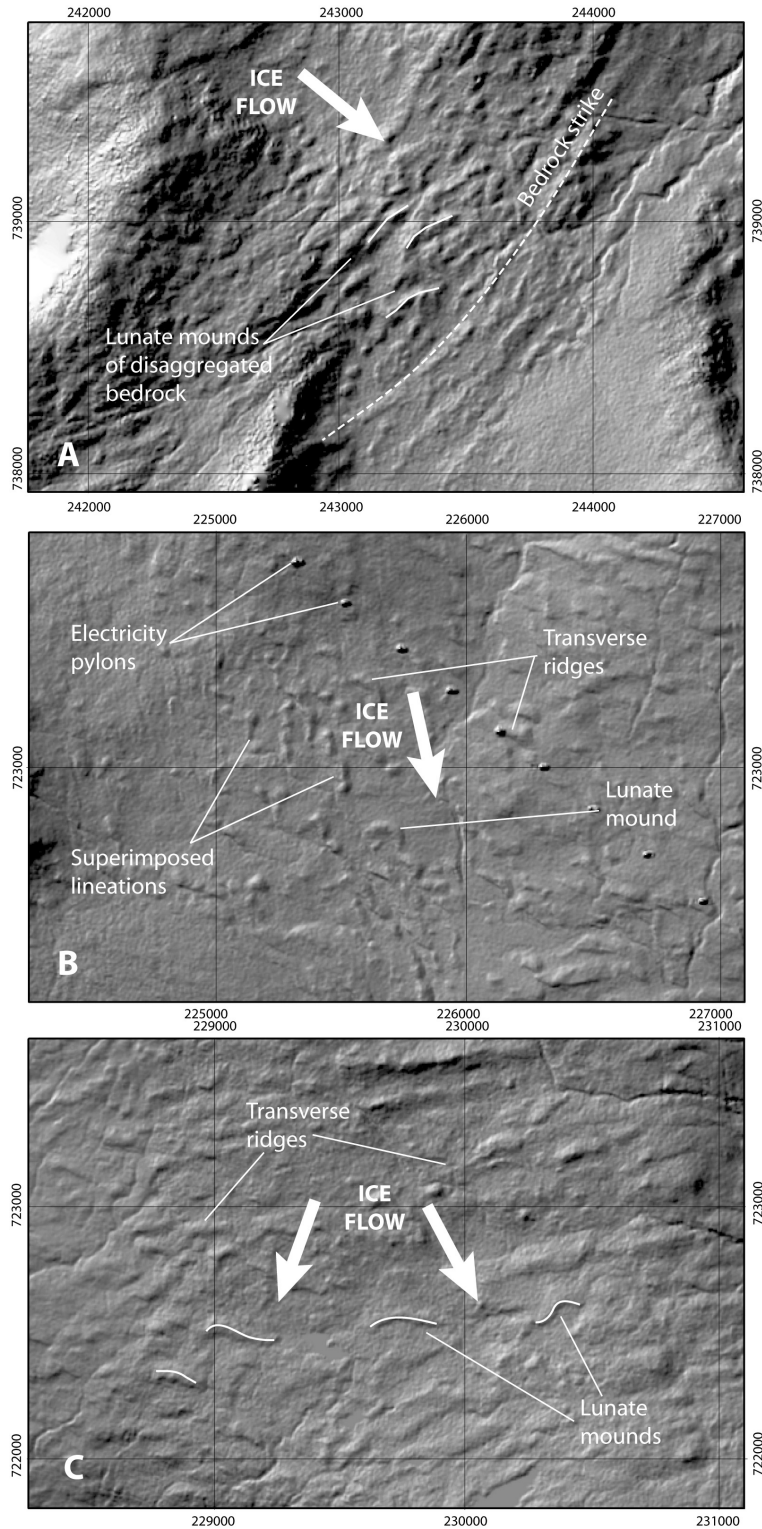 242000 243000 244000
ICE
FLOW
Bedrock strike
739000 739000
Lunate mounds
of disaggregated
bedrock
A
738000 738000
242000 243000 244000
225000 226000 227000
Electricity
pylons
Transverse
ridges
ICE
FLOW
723000 723000
Lunate
mound
Superimposed
lineations
B
225000 226000 227000
229000 230000 231000
Transverse
ridges
ICE
FLOW
723000 723000
Lunate
mounds
C
722000 722000
229000 230000 231000